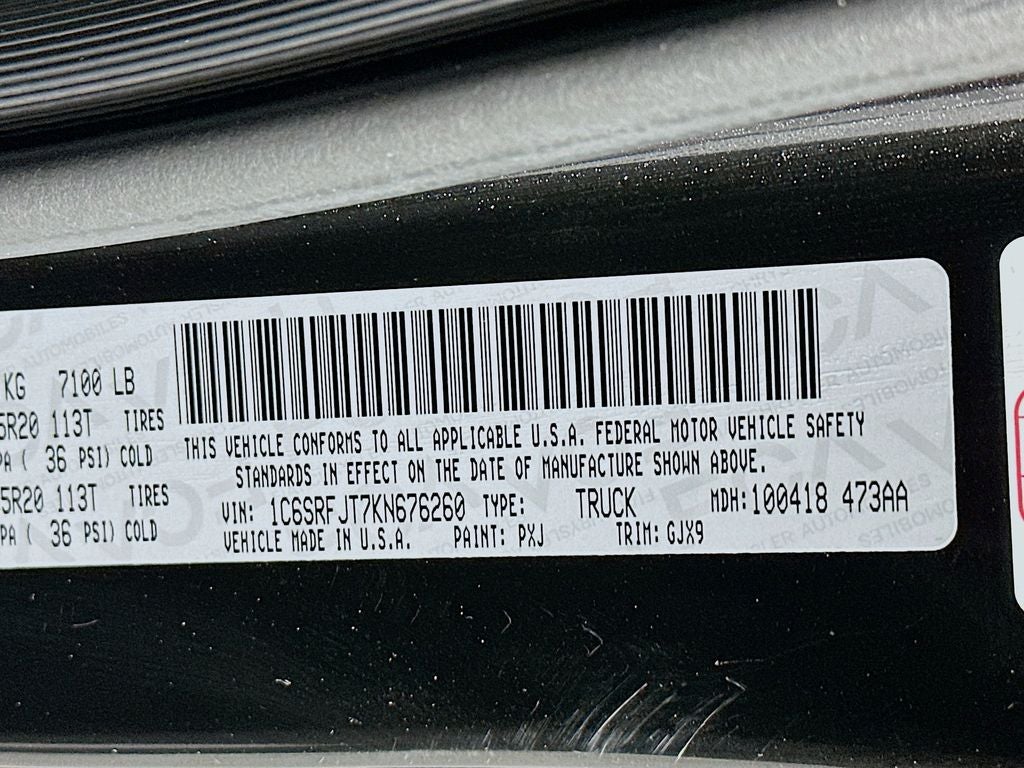 KG 7100 LB
5R20 113T TIRES
PA ( 36 PSI) COLD
5R20 113T TIRES
PA ( 36 PSI) COLD
THIS VEHICLE CONFORMS TO ALL APPLICABLE U.S.A. FEDERAL MOTOR VEHICLE SAFETY
STANDARDS IN EFFECT ON THE DATE OF MANUFACTURE SHOWN ABOVE.
VIN: 1C6SRFJT7KN676260 TYPE: TRUCK MDH:100418 473AA
VEHICLE MADE IN U.S.A. PAINT: PXJ TRIM: GJX9